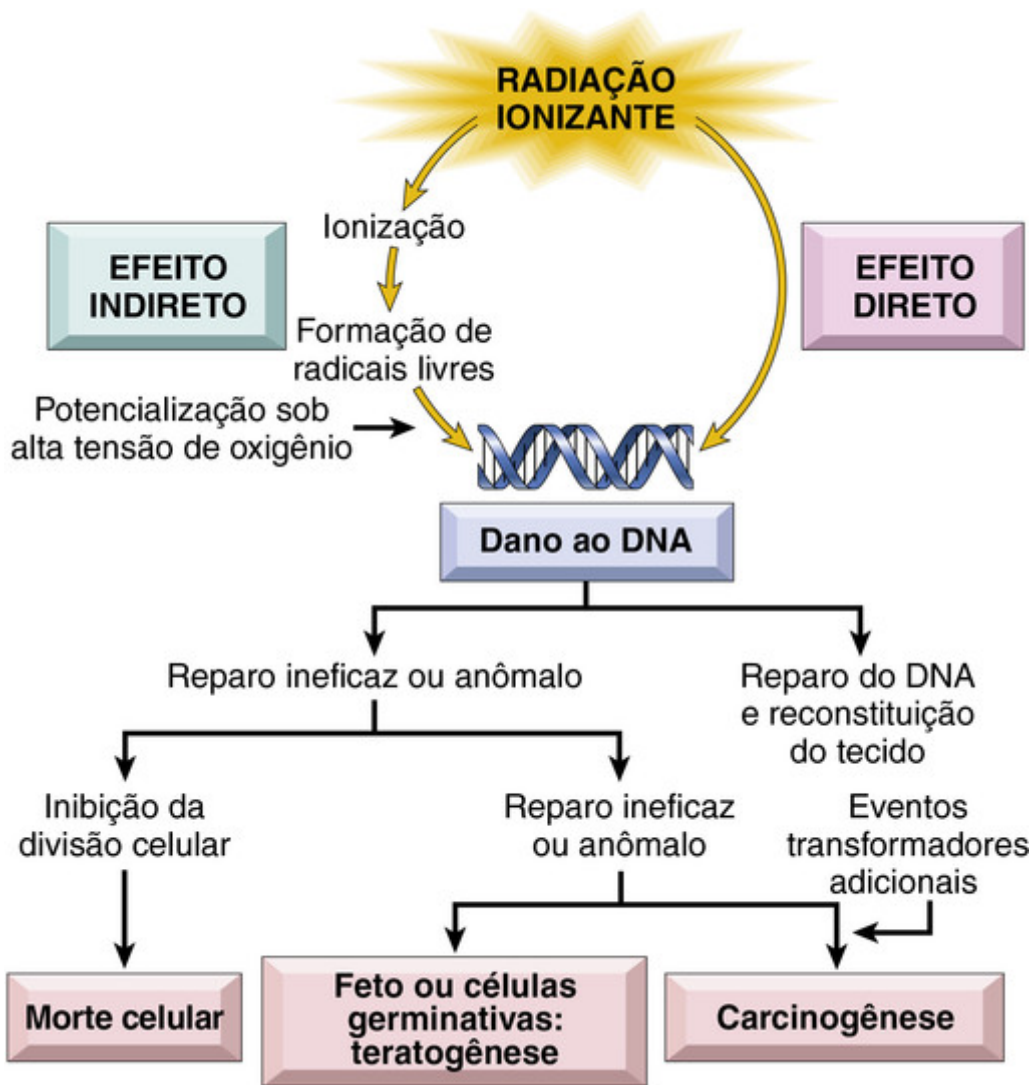 RADIAÇÃO
IONIZANTE
Ionização
EFEITO
INDIRETO
EFEITO
DIRETO
Formação de
radicais livres
Potencialização sob
alta tensão de oxigênio
Dano ao DNA
Reparo ineficaz ou anômalo
Reparo do DNA
e reconstituição
do tecido
Inibição da
divisão celular
Reparo ineficaz
ou anômalo
Eventos
transformadores
adicionais
Morte celular
Feto ou células
germinativas:
teratogênese
Carcinogênese